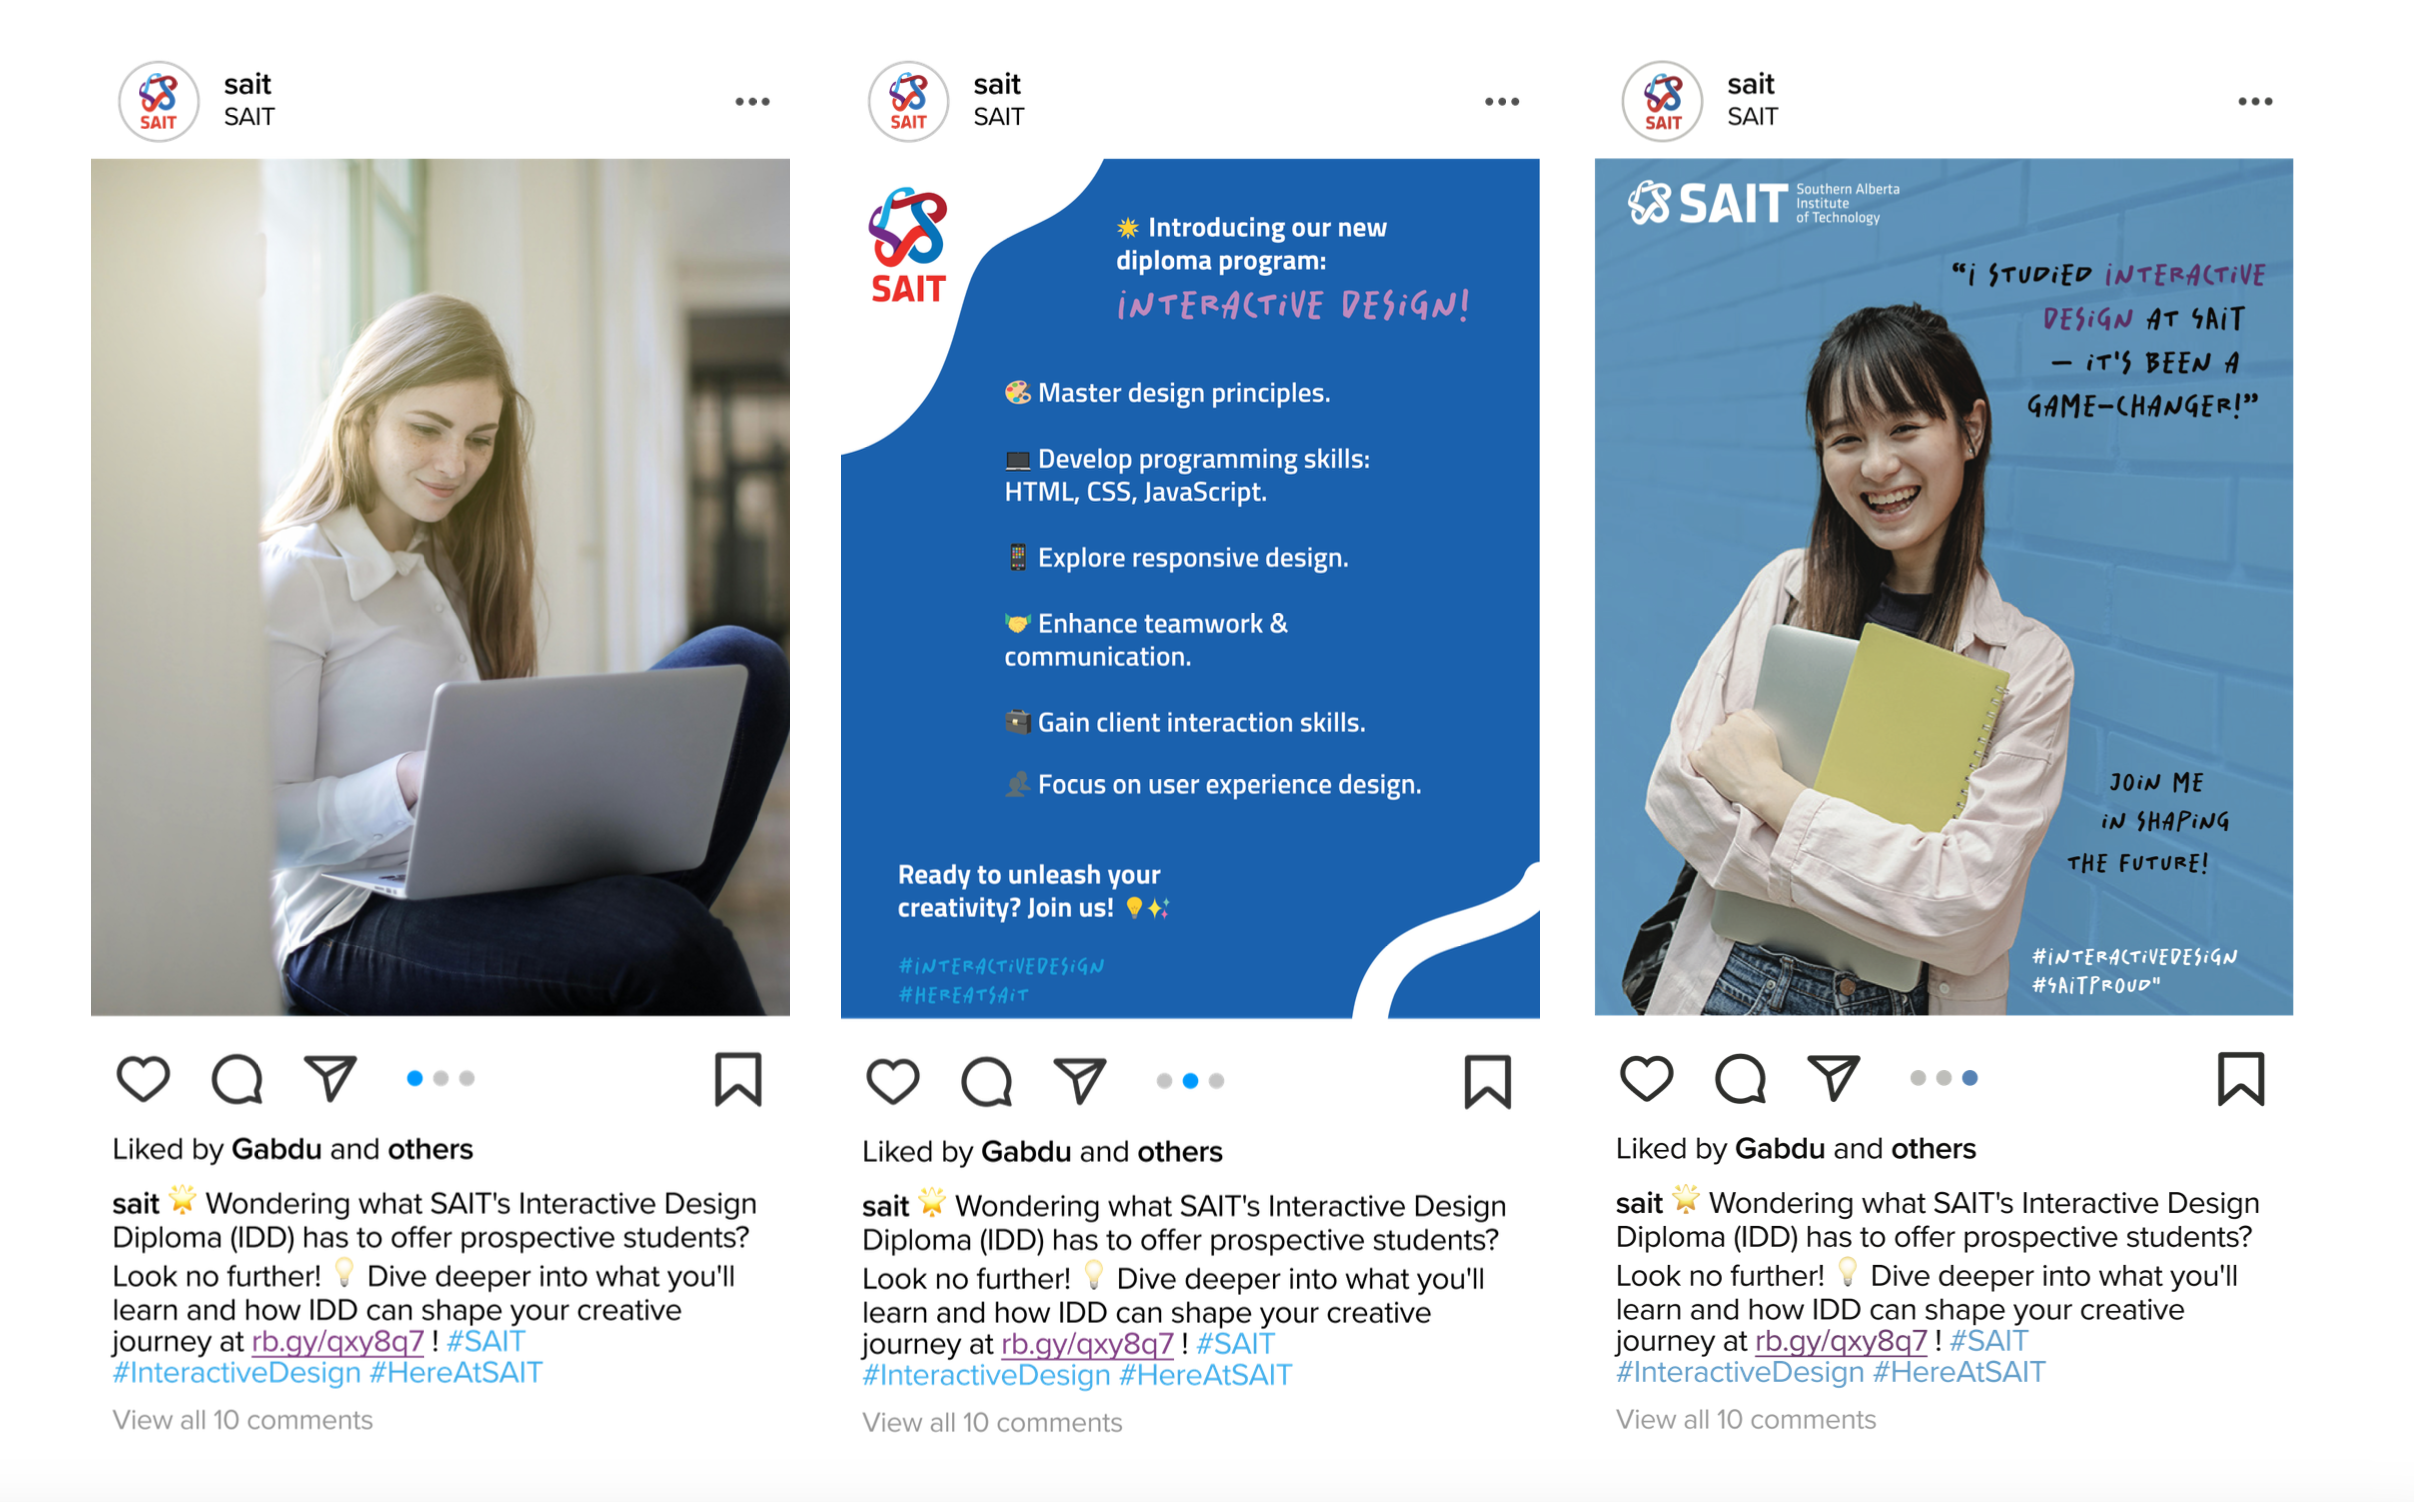 sait
SAIT
SAIT
Liked by Gabdu and others
sait 🌟 Wondering what SAIT's Interactive Design
Diploma (IDD) has to offer prospective students?
Look no further! 💡 Dive deeper into what you'll
learn and how IDD can shape your creative
journey at rb.gy/qxy8q7 ! #SAIT
#InteractiveDesign #HereAtSAIT
View all 10 comments
sait
SAIT
SAIT
SAIT
🌟 Introducing our new
diploma program:
iNTERACTiVE DESiGN!
🎨 Master design principles.
💻 Develop programming skills:
HTML, CSS, JavaScript.
📱 Explore responsive design.
🤝 Enhance teamwork &
communication.
💼 Gain client interaction skills.
👥 Focus on user experience design.
Ready to unleash your
creativity? Join us! 💡✨
#iNTERACTiVEDESiGN
#HEREATSAiT
Liked by Gabdu and others
sait 🌟 Wondering what SAIT's Interactive Design
Diploma (IDD) has to offer prospective students?
Look no further! 💡 Dive deeper into what you'll
learn and how IDD can shape your creative
journey at rb.gy/qxy8q7 ! #SAIT
#InteractiveDesign #HereAtSAIT
View all 10 comments
sait
SAIT
SAIT
SAIT Southern Alberta
Institute
of Technology
“i STUDiED iNTERACTiVE
DESiGN AT SAiT
— iT'S BEEN A
GAME-CHANGER!”
JOiN ME
iN SHAPiNG
THE FUTURE!
#iNTERACTiVEDESiGN
#SAiTPROUD"
Liked by Gabdu and others
sait 🌟 Wondering what SAIT's Interactive Design
Diploma (IDD) has to offer prospective students?
Look no further! 💡 Dive deeper into what you'll
learn and how IDD can shape your creative
journey at rb.gy/qxy8q7 ! #SAIT
#InteractiveDesign #HereAtSAIT
View all 10 comments